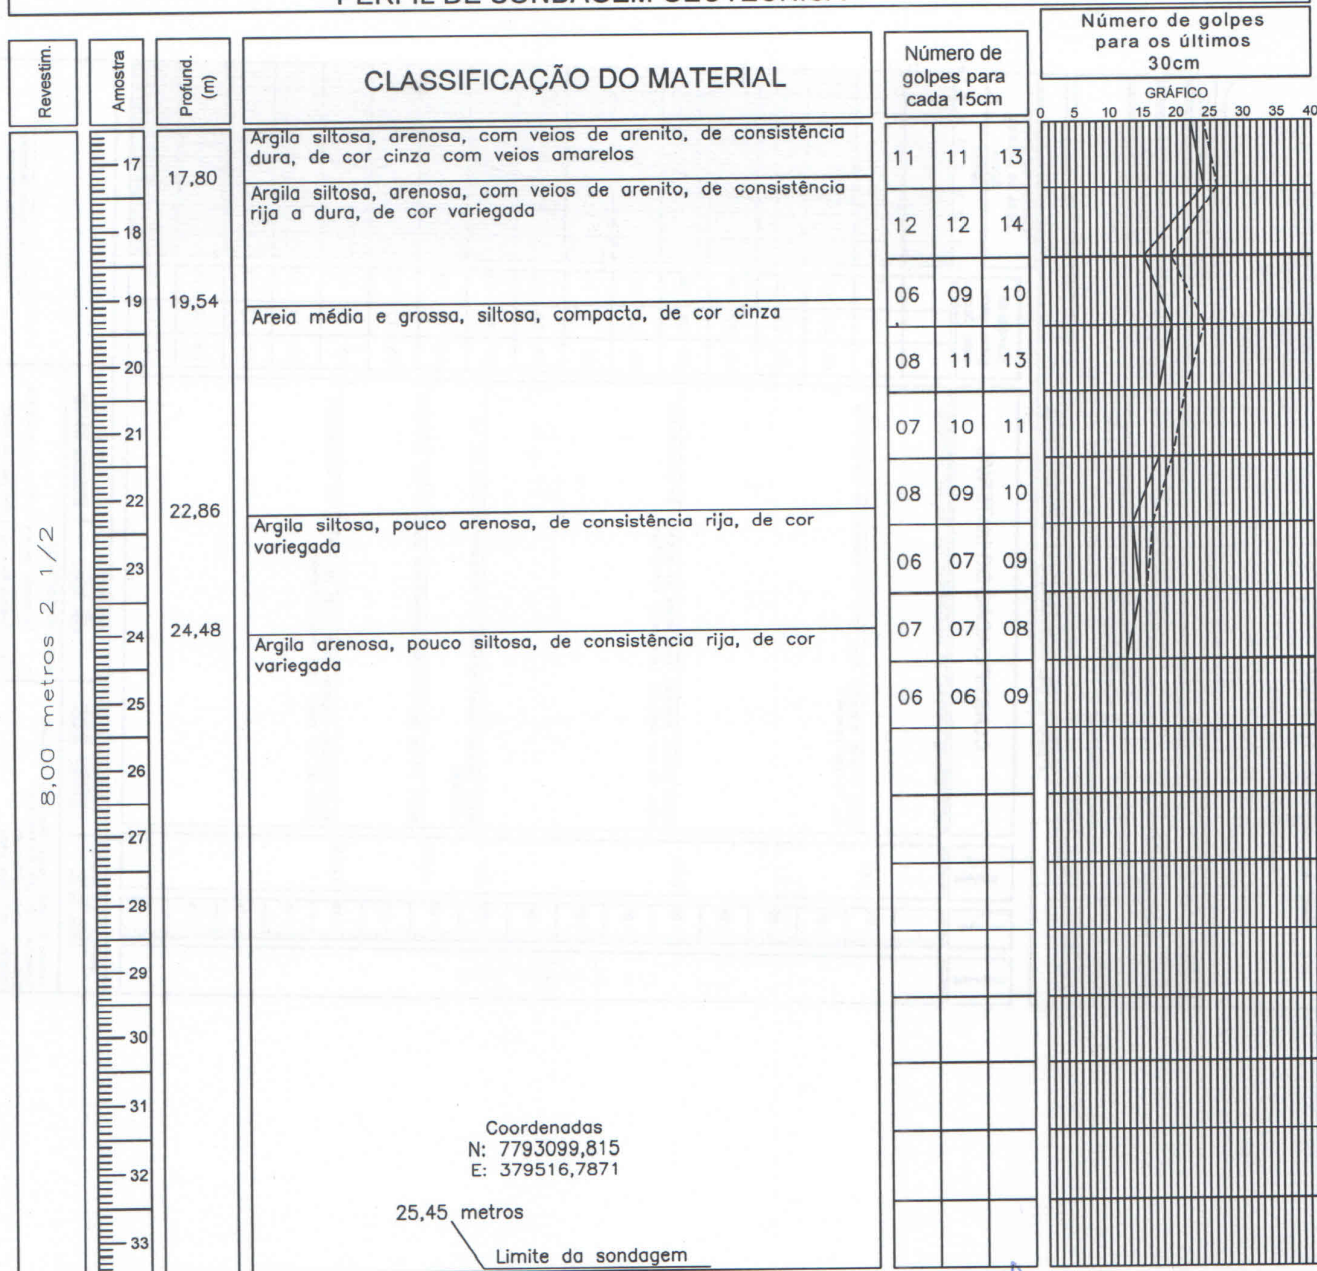 PERFIL DE SONDAGEM GEOTÉCNICA
Revestim.
Amostra
Profund.
(m)
CLASSIFICAÇÃO DO MATERIAL
Número de
golpes para
cada 15cm
Número de golpes
para os últimos
30cm
GRÁFICO
0 5 10 15 20 25 30 35 40
8,00 metros 2 1/2
Argila siltosa, arenosa, com veios de arenito, de consistência
dura, de cor cinza com veios amarelos
17
17,80
11 11 13
Argila siltosa, arenosa, com veios de arenito, de consistência
rija a dura, de cor variegada
18
12 12 14
19
19,54
06 09 10
Areia média e grossa, siltosa, compacta, de cor cinza
20
08 11 13
21
07 10 11
22
22,86
08 09 10
Argila siltosa, pouco arenosa, de consistência rija, de cor
variegada
23
06 07 09
24
24,48
07 07 08
Argila arenosa, pouco siltosa, de consistência rija, de cor
variegada
25
06 06 09
26
27
28
29
30
31
Coordenadas
N: 7793099,815
E: 379516,7871
32
25,45 metros
33
Limite da sondagem